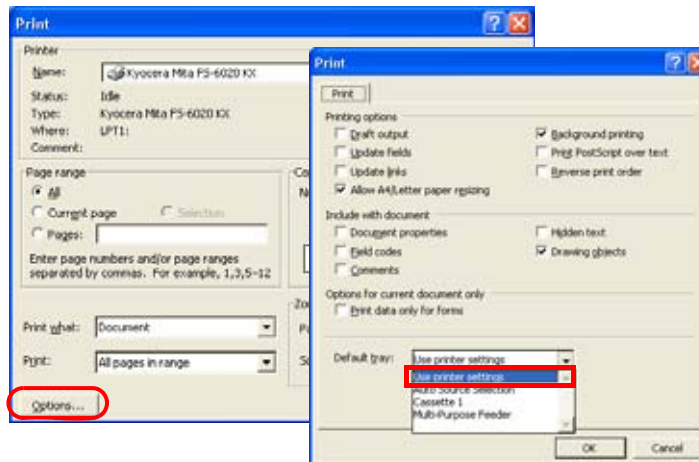 Print
Printer
Name: Kyocera Mita FS-6020 KX
Status: Idle
Type: Kyocera Mita FS-6020 KX
Where: LPT1:
Comment:
Page range
All
Current page Selection
Pages:
Enter page numbers and/or page ranges
separated by commas. For example, 1,3,5-12
Print what: Document
Print: All pages in range
Options...
Print
Print
Printing options
Draft output Background printing
Update fields Print PostScript over text
Update links Reverse print order
Allow A4/Letter paper resizing
Include with document
Document properties Hidden text
Field codes Drawing objects
Comments
Options for current document only
Print data only for forms
Default tray: Use printer settings
Use printer settings
Auto Source Selection
Cassette 1
Multi-Purpose Feeder
OK Cancel